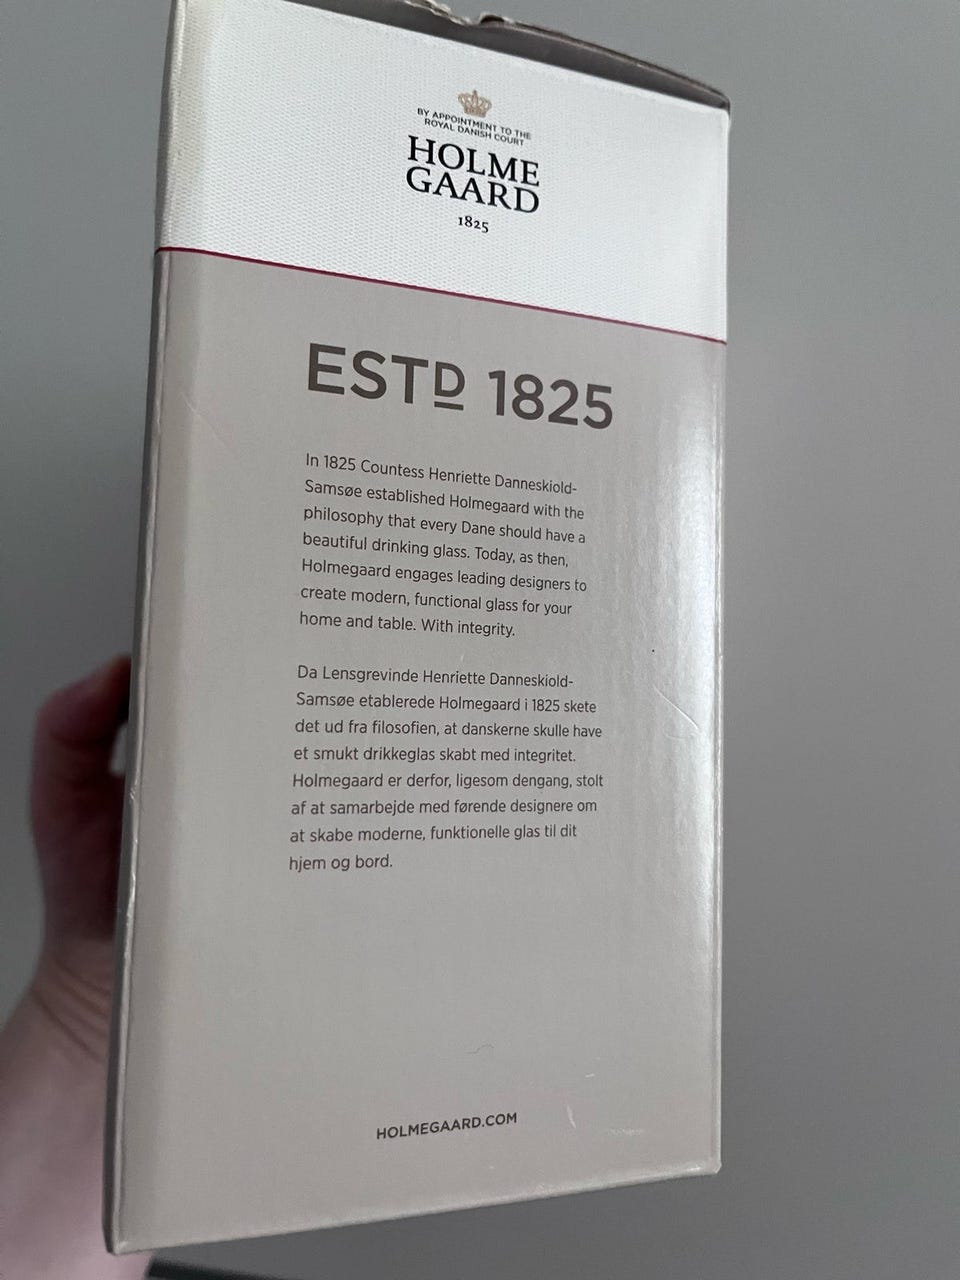 BY APPOINTMENT TO THE
ROYAL DANISH COURT
HOLME
GAARD
1825
ESTD 1825
In 1825 Countess Henriette Danneskiold-
Samsøe established Holmegaard with the
philosophy that every Dane should have a
beautiful drinking glass. Today, as then,
Holmegaard engages leading designers to
create modern, functional glass for your
home and table. With integrity.
Da Lensgrevinde Henriette Danneskiold-
Samsøe etablerede Holmegaard i 1825 skete
det ud fra filosofien, at danskerne skulle have
et smukt drikkeglas skabt med integritet.
Holmegaard er derfor, ligesom dengang, stolt
af at samarbejde med førende designere om
at skabe moderne, funktionelle glas til dit
hjem og bord.
HOLMEGAARD.COM